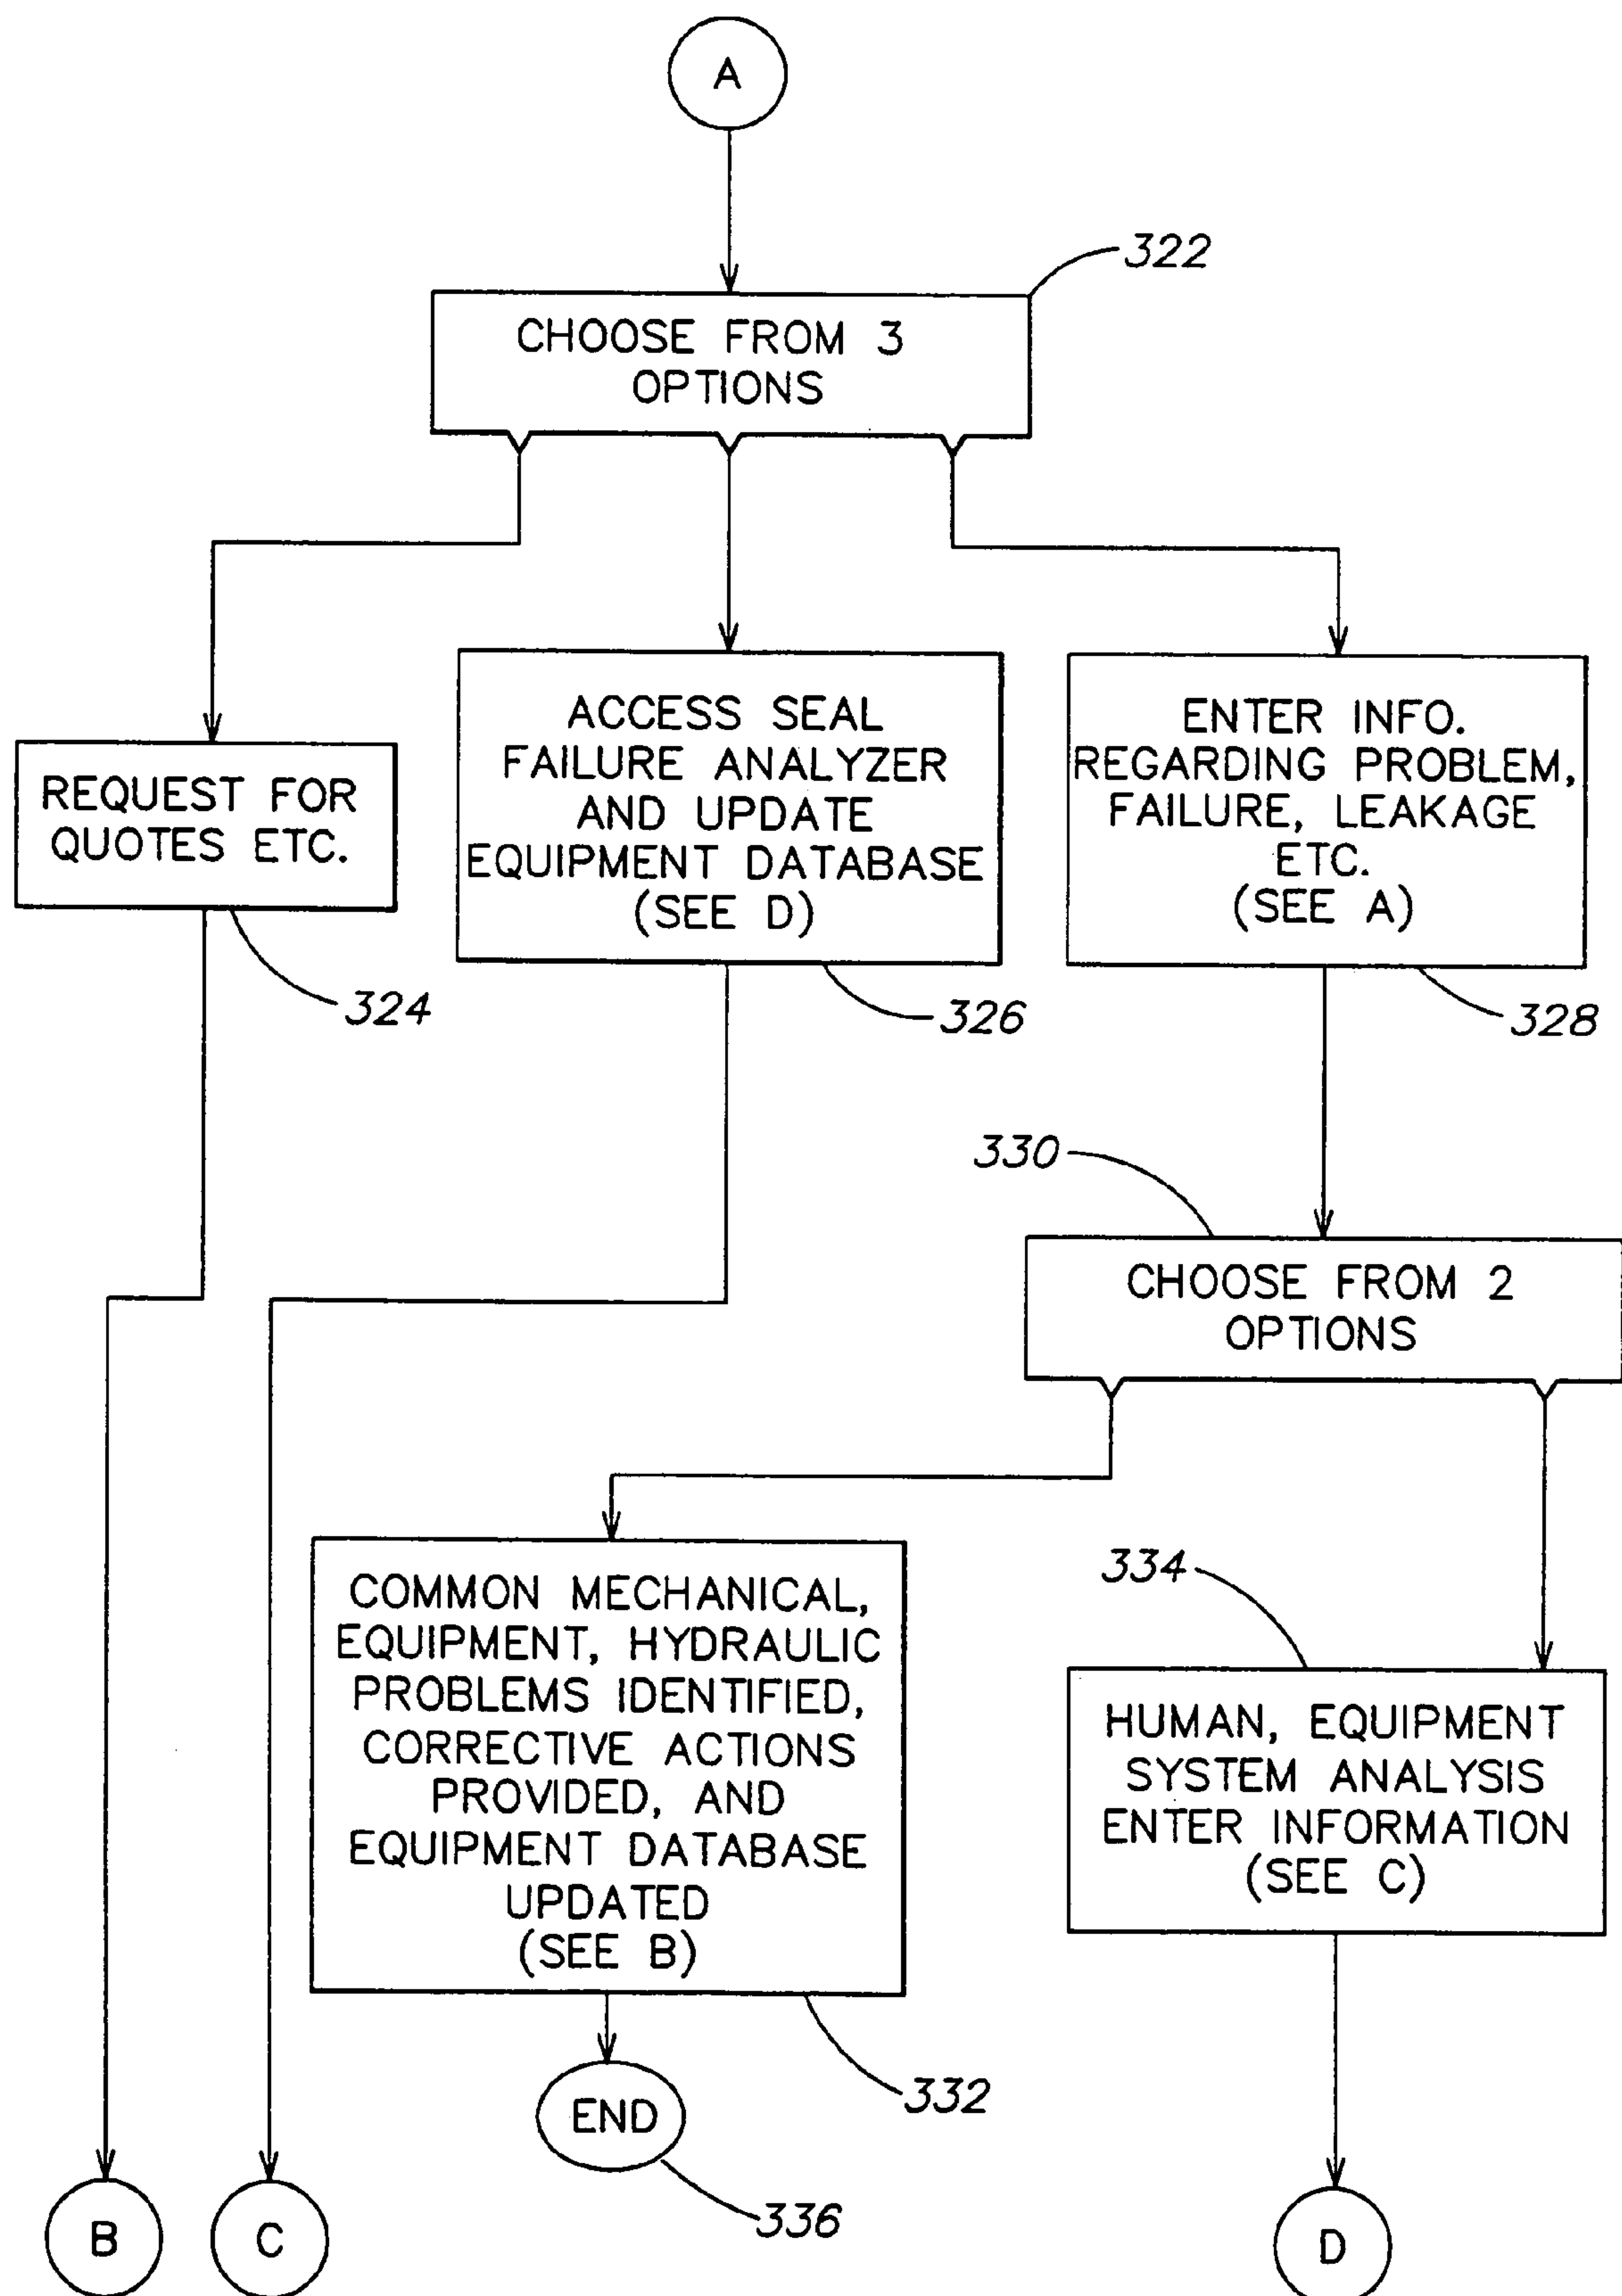 A
322
CHOOSE FROM 3
OPTIONS
REQUEST FOR
QUOTES ETC.
324
ACCESS SEAL
FAILURE ANALYZER
AND UPDATE
EQUIPMENT DATABASE
(SEE D)
326
ENTER INFO.
REGARDING PROBLEM,
FAILURE, LEAKAGE
ETC.
(SEE A)
328
330
CHOOSE FROM 2
OPTIONS
COMMON MECHANICAL,
EQUIPMENT, HYDRAULIC
PROBLEMS IDENTIFIED,
CORRECTIVE ACTIONS
PROVIDED, AND
EQUIPMENT DATABASE
UPDATED
(SEE B)
332
334
HUMAN, EQUIPMENT
SYSTEM ANALYSIS
ENTER INFORMATION
(SEE C)
END
336
B
C
D